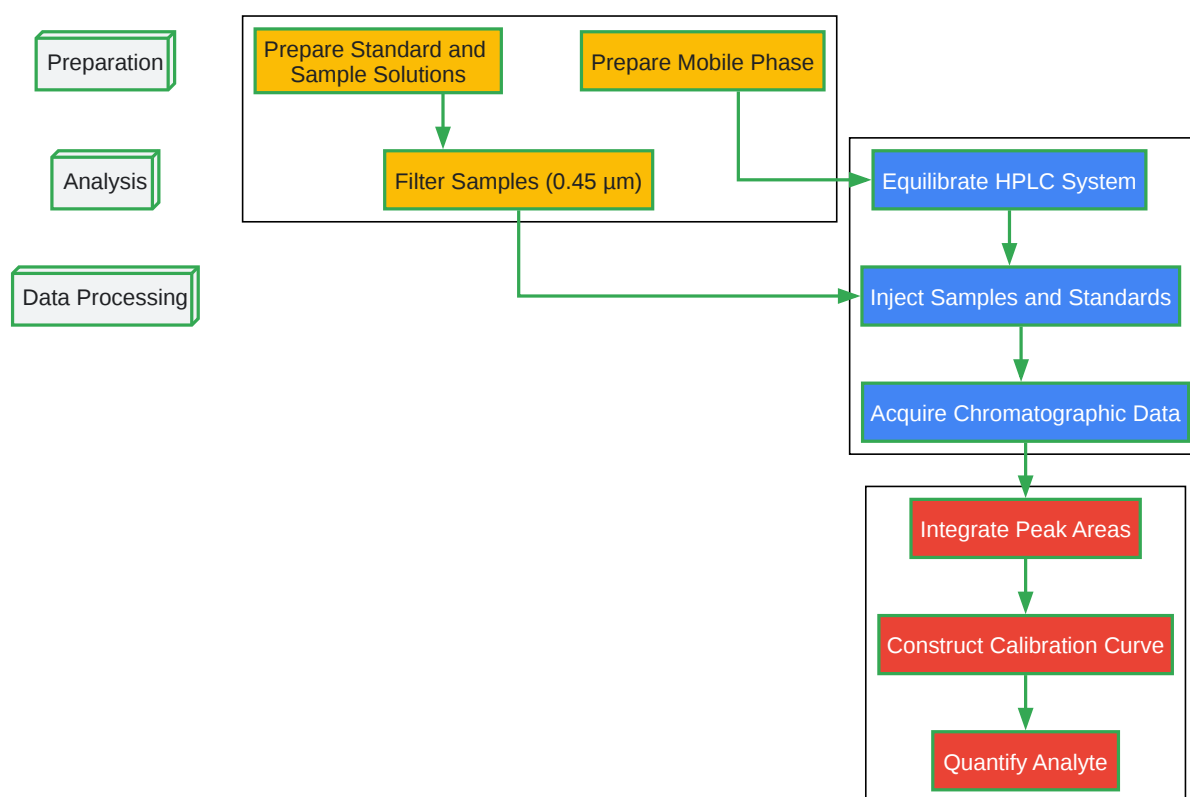 Preparation
Prepare Standard and
Sample Solutions
Prepare Mobile Phase
Analysis
Filter Samples (0.45 µm)
Equilibrate HPLC System
Data Processing
Inject Samples and Standards
Acquire Chromatographic Data
Integrate Peak Areas
Construct Calibration Curve
Quantify Analyte